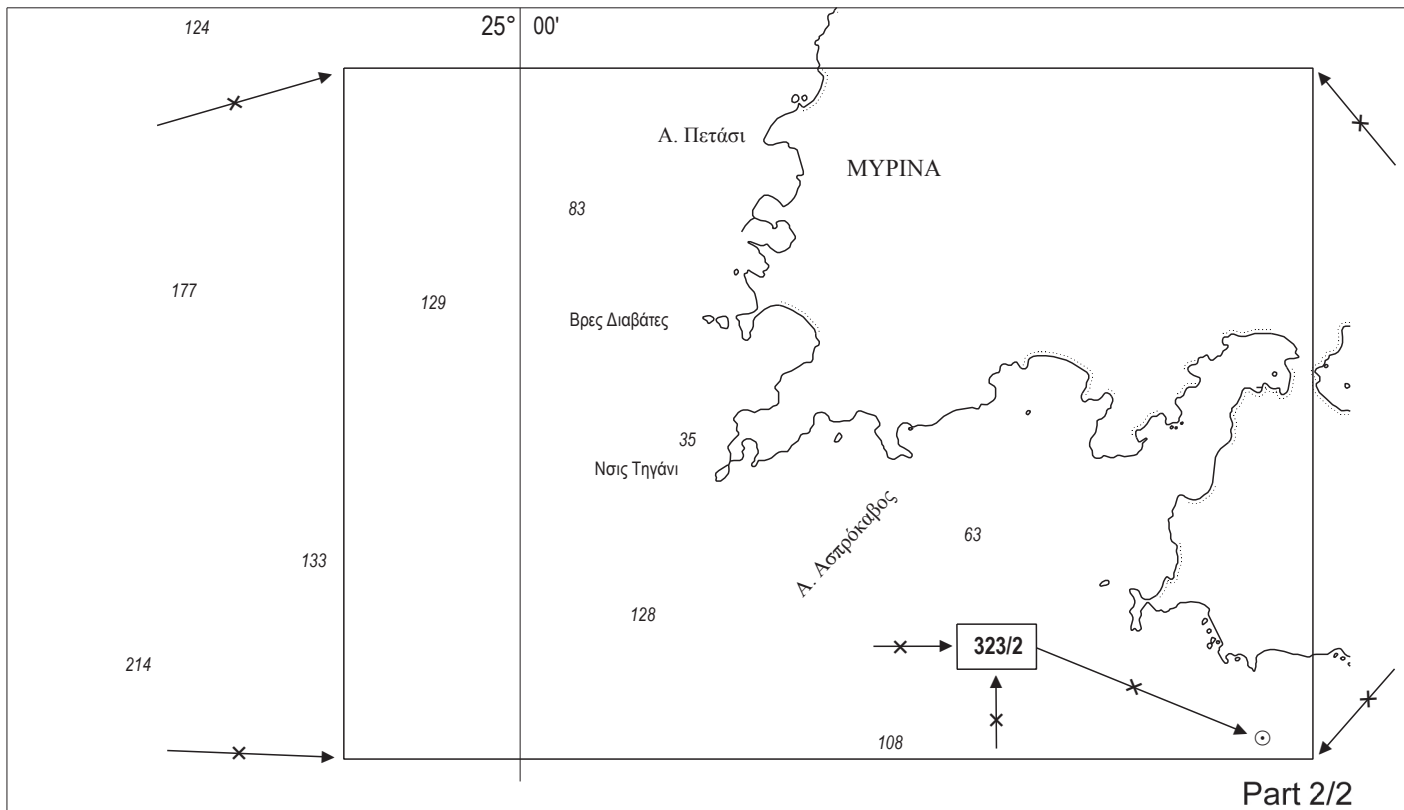 124
25° 00'
Α. Πετάσι
ΜΥΡΙΝΑ
83
177
129
Βρες Διαβάτες
35
Νσις Τηγάνι
Α. Ασπρόκαβος
63
133
128
323/2
214
108
Part 2/2